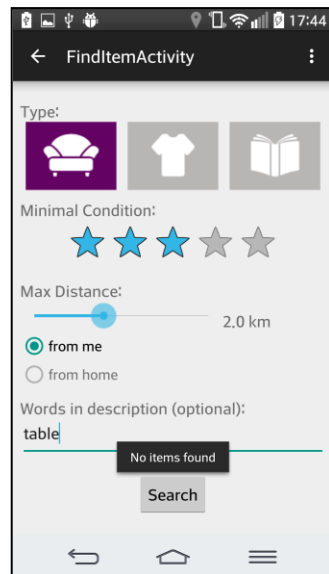 17:44
FindItemActivity
Type:
Minimal Condition:
Max Distance:
2.0 km
from me
from home
Words in description (optional):
table
No items found
Search